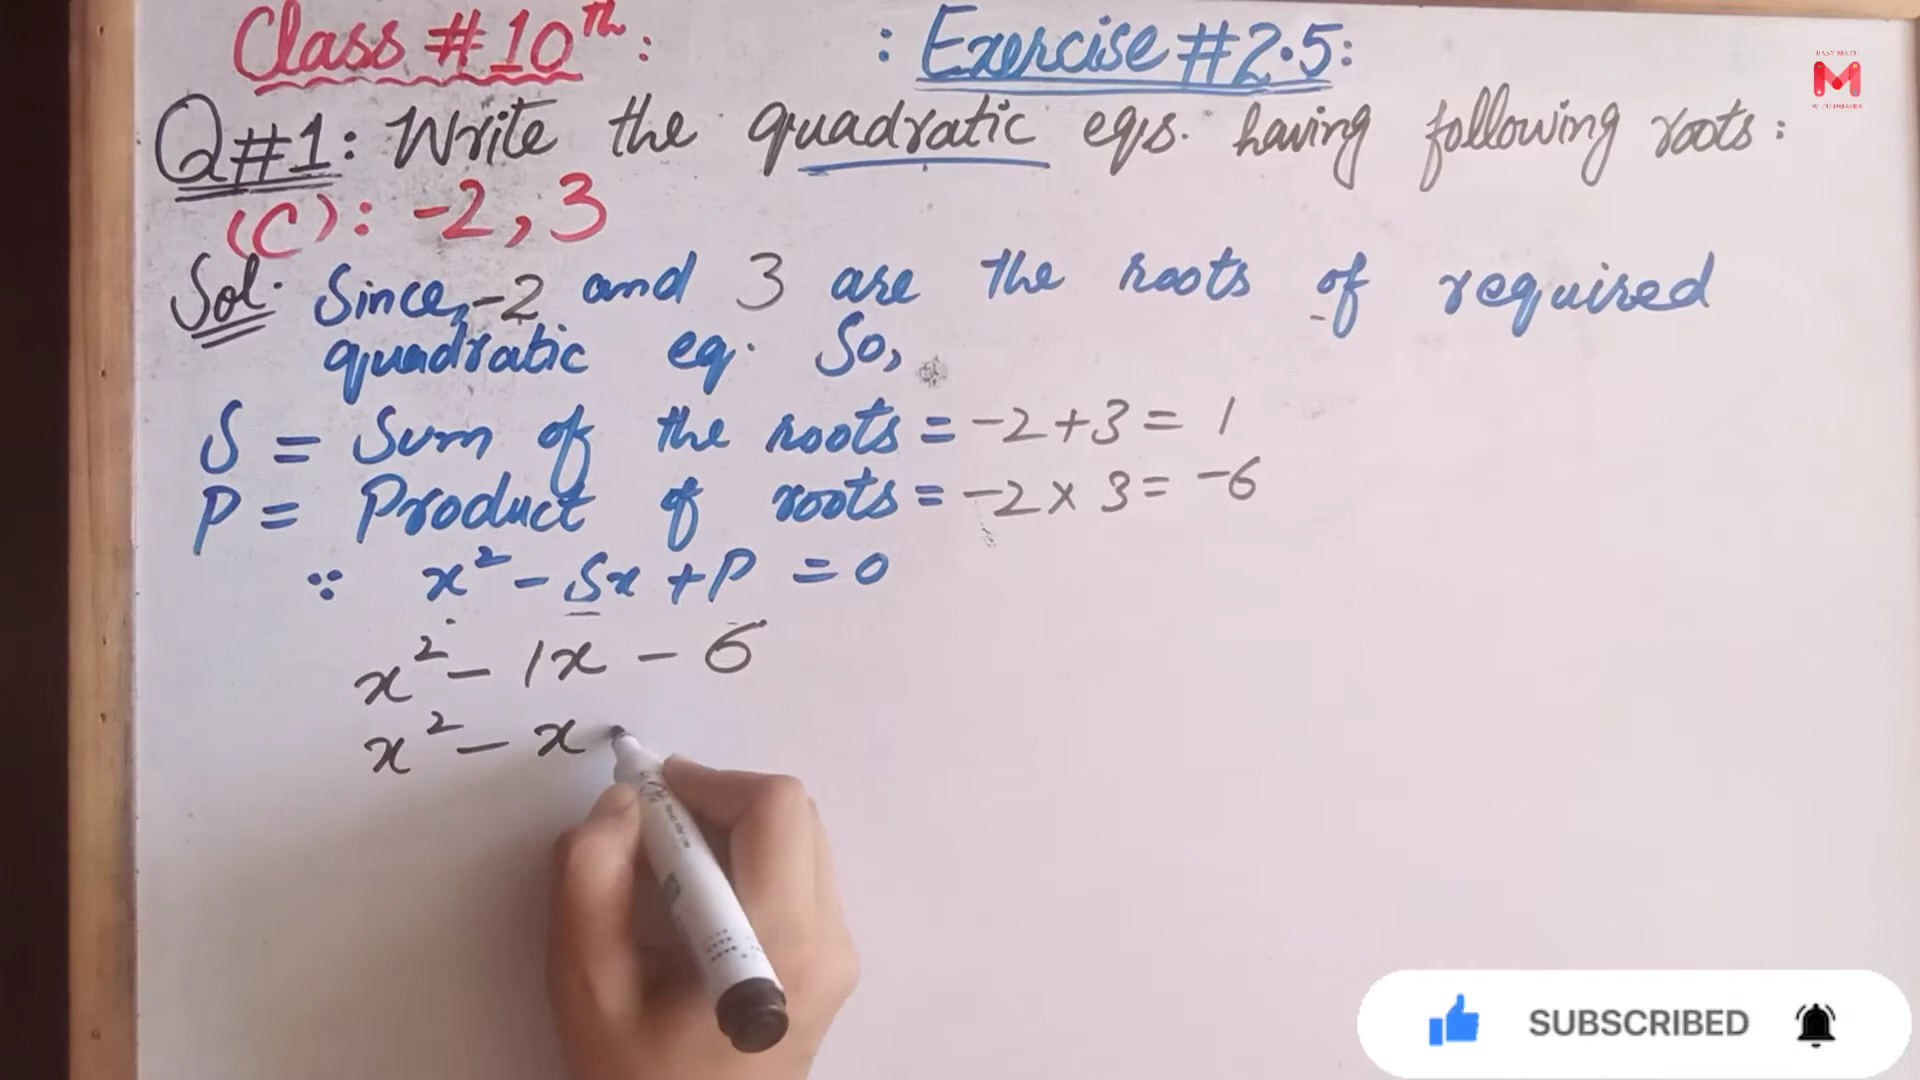 Class #10th: : Exercise #2.5:
Q#1: Write the quadratic eqs. having following roots:
(C): -2, 3
Sol: Since, -2 and 3 are the roots of required
quadratic eq. So,
S = Sum of the roots = -2+3 = 1
P = Product of roots = -2 × 3 = -6
∵ x² - Sx + P = 0
x² - 1x - 6
x² - x
M
SUBSCRIBED